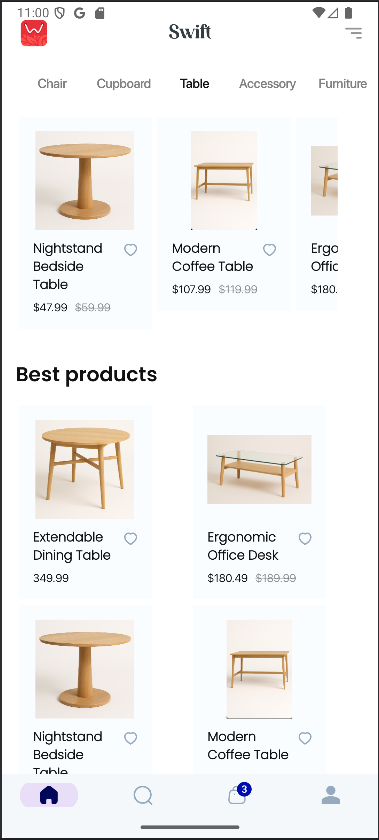 11:00
Swift
Chair Cupboard Table Accessory Furniture
Nightstand
Bedside
Table
$47.99 $59.99
Modern
Coffee Table
$107.99 $119.99
Ergo
Offic
$180.
Best products
Extendable
Dining Table
349.99
Ergonomic
Office Desk
$180.49 $189.99
Nightstand
Bedside
Table
Modern
Coffee Table
3